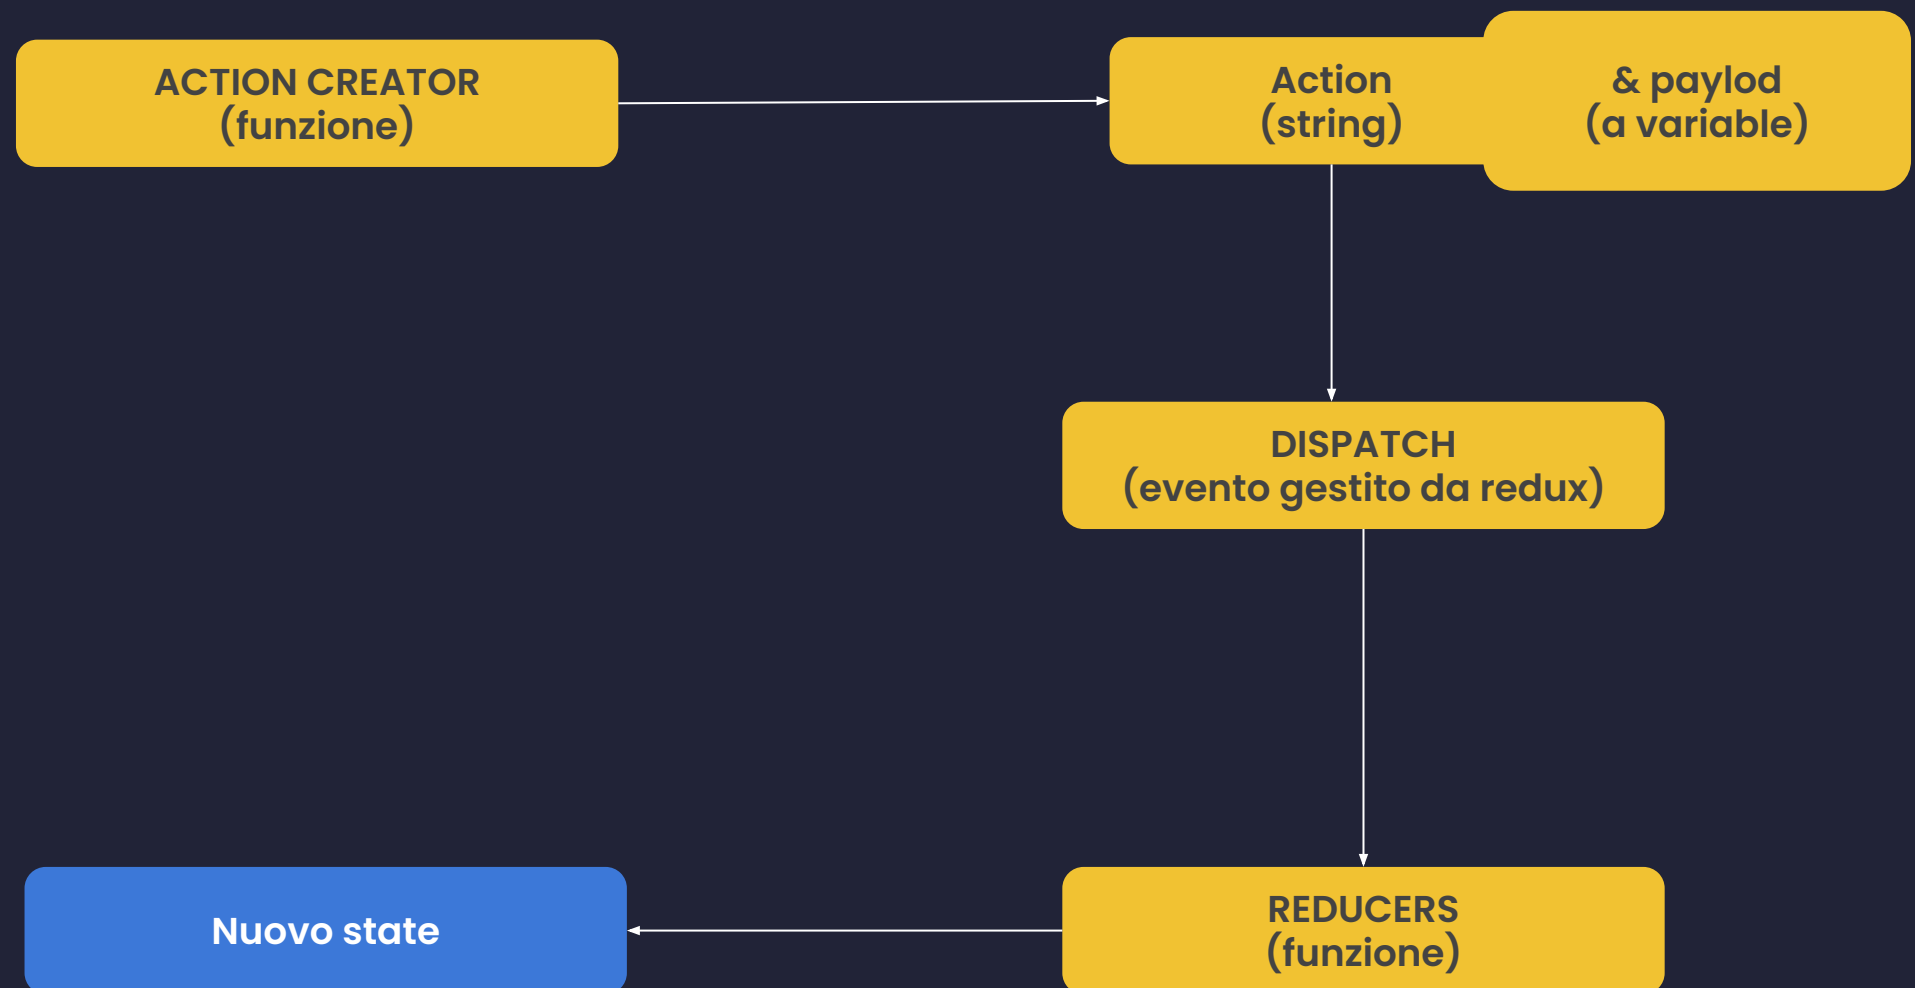 ACTION CREATOR
(funzione)
Action
(string)
& paylod
(a variable)
DISPATCH
(evento gestito da redux)
REDUCERS
(funzione)
Nuovo state